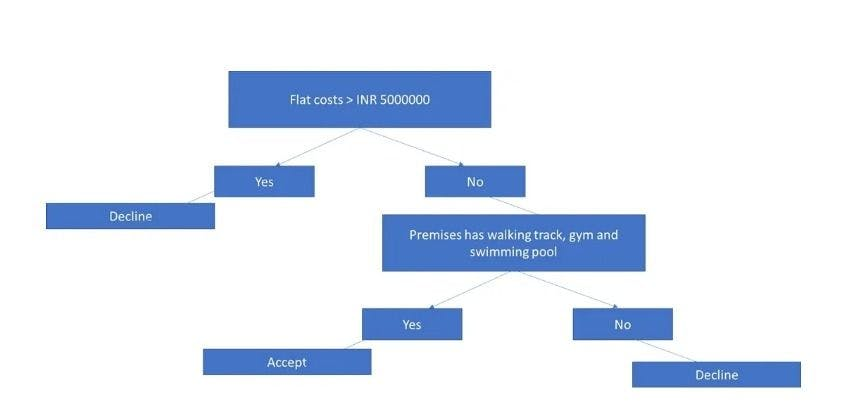 Flat costs > INR 5000000
Yes
No
Decline
Premises has walking track, gym and
swimming pool
Yes
No
Accept
Decline